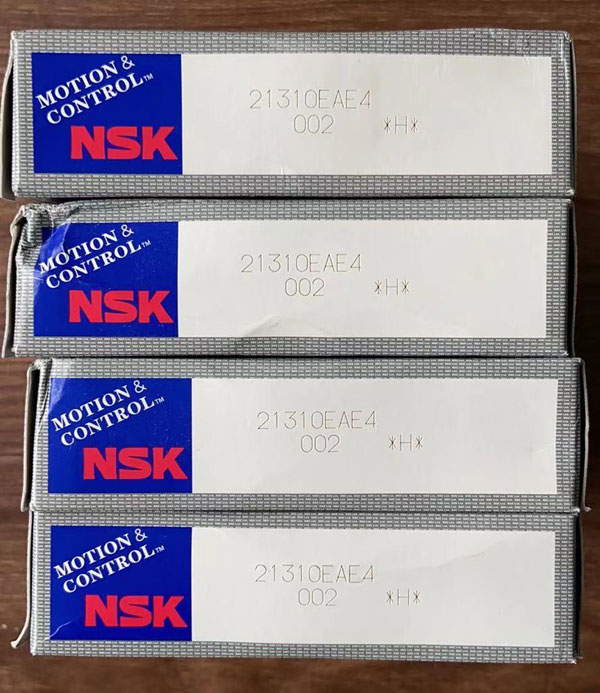 MOTION &
CONTROL™
NSK
21310EAE4
002 *H*
MOTION &
CONTROL™
NSK
21310EAE4
002 *H*
MOTION &
CONTROL™
NSK
21310EAE4
002 *H*
MOTION &
CONTROL™
NSK
21310EAE4
002 *H*